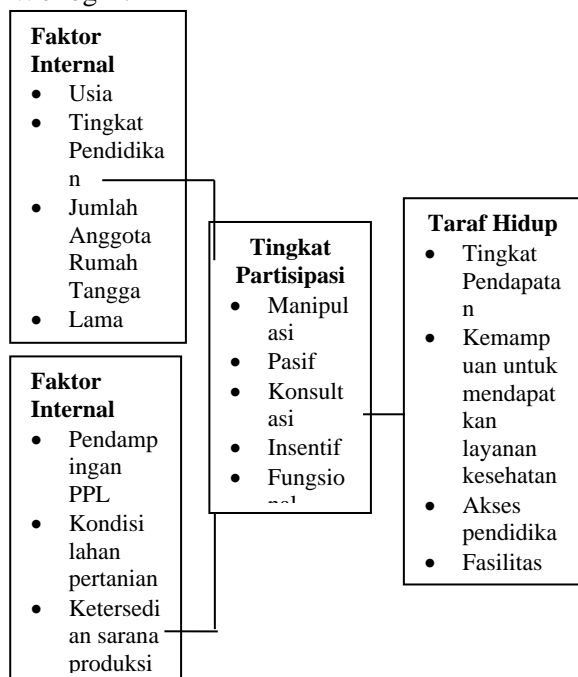 Faktor
Internal
• Usia
• Tingkat
Pendidika
n
• Jumlah
Anggota
Rumah
Tangga
• Lama
Faktor
Internal
• Pendamp
ingan
PPL
• Kondisi
lahan
pertanian
• Ketersedi
an sarana
produksi
Tingkat
Partisipasi
• Manipul
asi
• Pasif
• Konsult
asi
• Insentif
• Fungsio
nal
Taraf Hidup
• Tingkat
Pendapata
n
• Kemamp
uan untuk
mendapat
kan
layanan
kesehatan
• Akses
pendidika
• Fasilitas